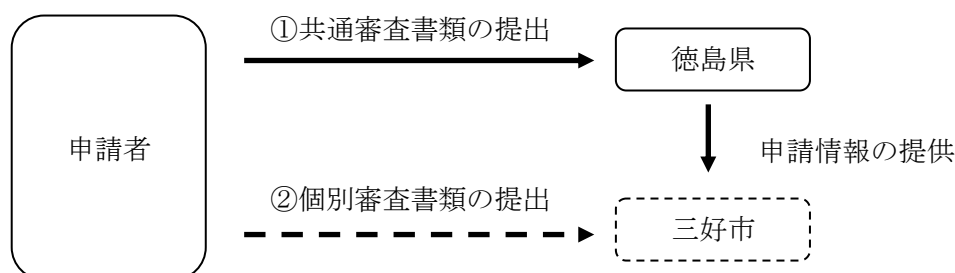 ①共通審査書類の提出
徳島県
申請者
申請情報の提供
②個別審査書類の提出
三好市